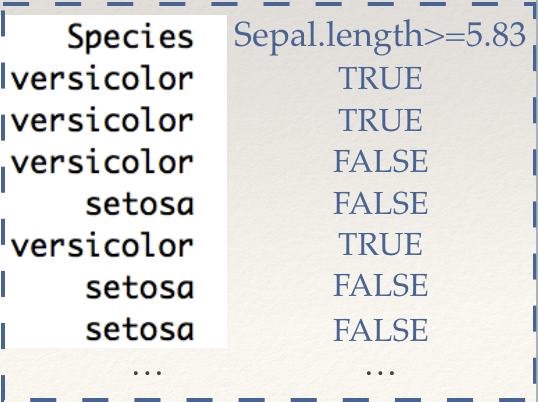 Species Sepal.length>=5.83
versicolor TRUE
versicolor TRUE
versicolor FALSE
setosa FALSE
versicolor TRUE
setosa FALSE
setosa FALSE
... ...